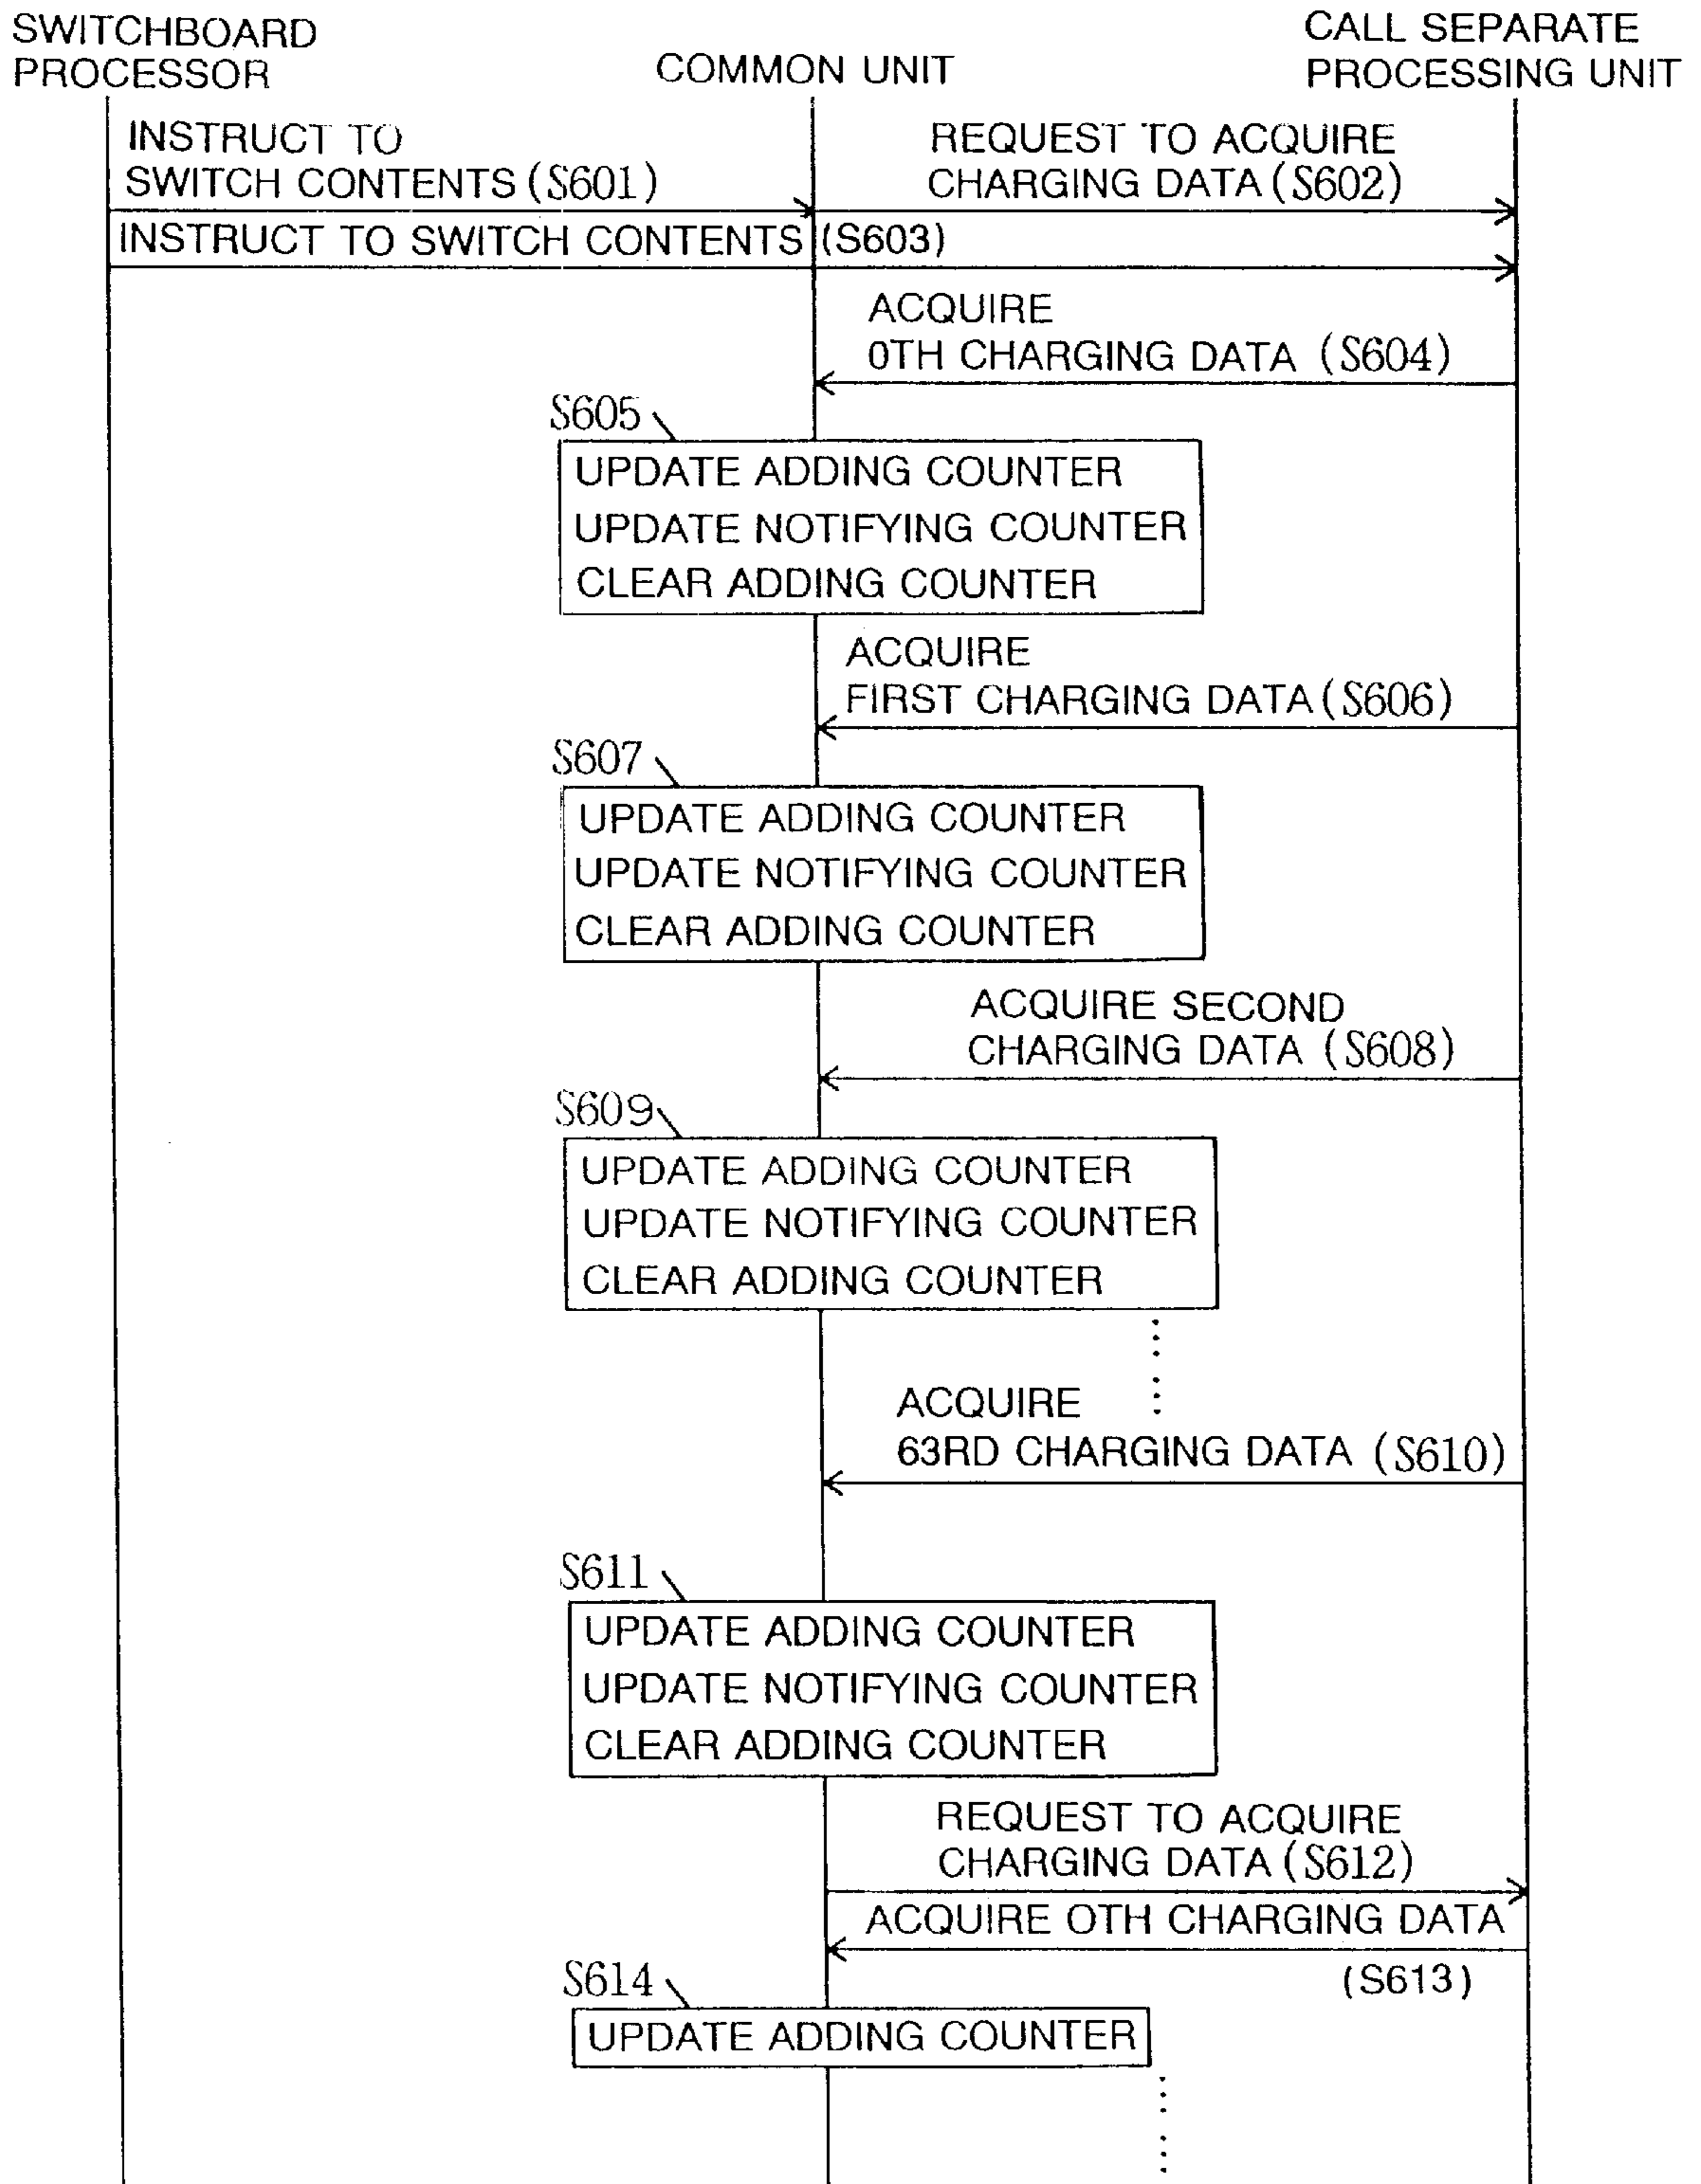 SWITCHBOARD
PROCESSOR
COMMON UNIT
CALL SEPARATE
PROCESSING UNIT
INSTRUCT TO
SWITCH CONTENTS (S601)
REQUEST TO ACQUIRE
CHARGING DATA (S602)
INSTRUCT TO SWITCH CONTENTS (S603)
ACQUIRE
0TH CHARGING DATA (S604)
S605
UPDATE ADDING COUNTER
UPDATE NOTIFYING COUNTER
CLEAR ADDING COUNTER
ACQUIRE
FIRST CHARGING DATA (S606)
S607
UPDATE ADDING COUNTER
UPDATE NOTIFYING COUNTER
CLEAR ADDING COUNTER
ACQUIRE SECOND
CHARGING DATA (S608)
S609
UPDATE ADDING COUNTER
UPDATE NOTIFYING COUNTER
CLEAR ADDING COUNTER
ACQUIRE
63RD CHARGING DATA (S610)
S611
UPDATE ADDING COUNTER
UPDATE NOTIFYING COUNTER
CLEAR ADDING COUNTER
REQUEST TO ACQUIRE
CHARGING DATA (S612)
ACQUIRE 0TH CHARGING DATA
(S613)
S614
UPDATE ADDING COUNTER